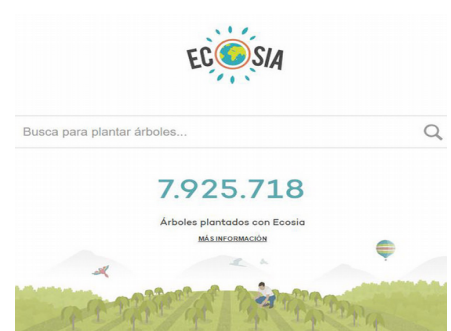 ECOSIA
Busca para plantar árboles...
7.925.718
Árboles plantados con Ecosia
MÁS INFORMACIÓN